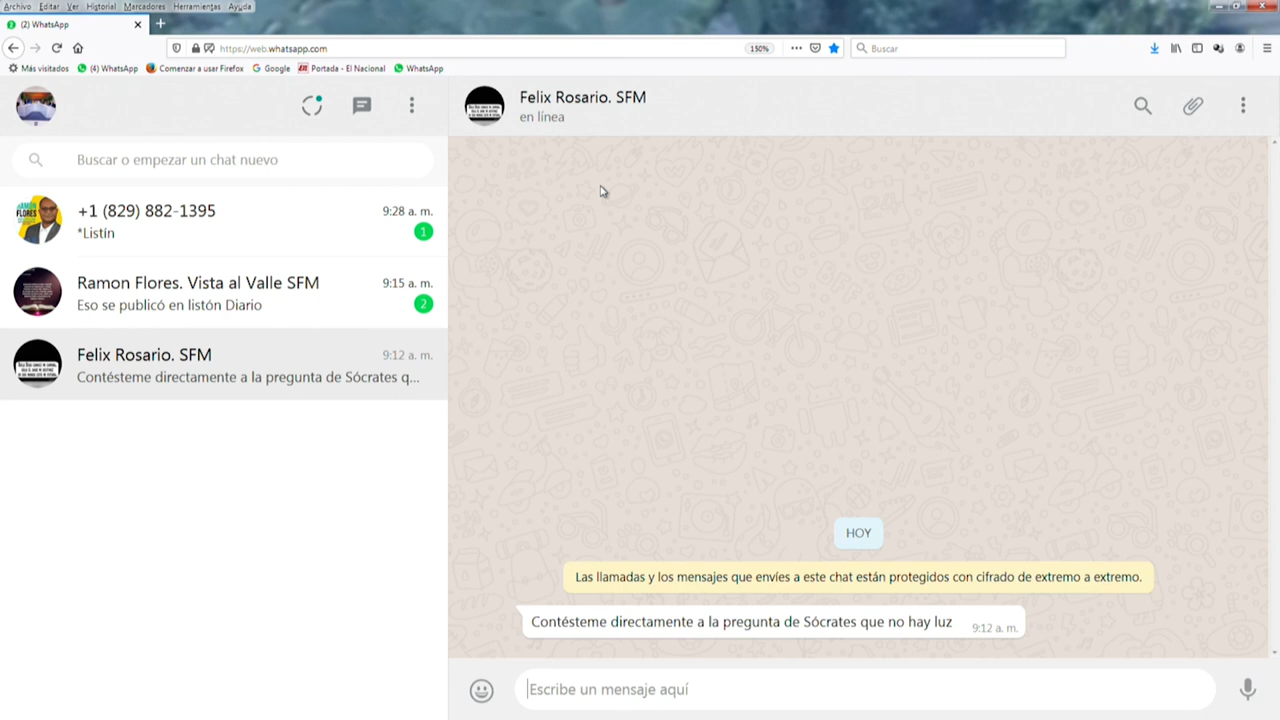 Archivo Editar Ver Historial Marcadores Herramientas Ayuda
(2) WhatsApp
https://web.whatsapp.com
150%
Buscar
Más visitados (4) WhatsApp Comenzar a usar Firefox Google Portada - El Nacional WhatsApp
Felix Rosario. SFM
en línea
Buscar o empezar un chat nuevo
+1 (829) 882-1395 9:28 a. m.
*Listín 1
Ramon Flores. Vista al Valle SFM 9:15 a. m.
Eso se publicó en listón Diario 2
Felix Rosario. SFM 9:12 a. m.
Contésteme directamente a la pregunta de Sócrates q...
HOY
Las llamadas y los mensajes que envíes a este chat están protegidos con cifrado de extremo a extremo.
Contésteme directamente a la pregunta de Sócrates que no hay luz 9:12 a. m.
Escribe un mensaje aquí